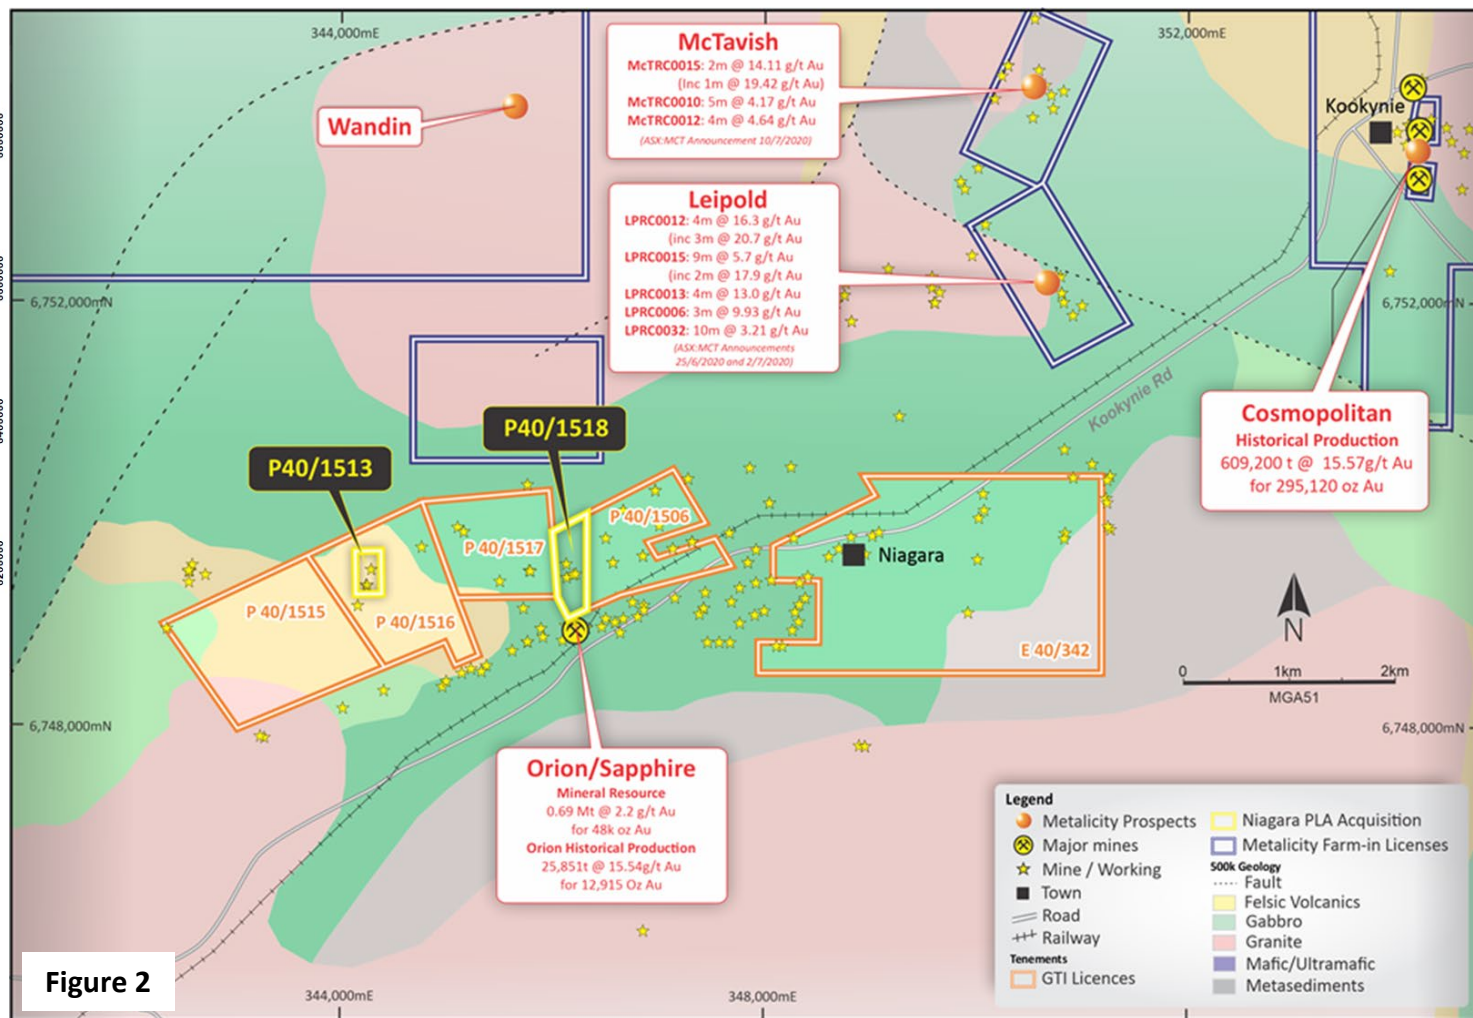 344,000mE
352,000mE
McTavish
McTRC0015: 2m @ 14.11 g/t Au
(Inc 1m @ 19.42 g/t Au)
McTRC0010: 5m @ 4.17 g/t Au
McTRC0012: 4m @ 4.64 g/t Au
(ASX:MCT Announcement 10/7/2020)
Kookynie
Wandin
Leipold
LPRC0012: 4m @ 16.3 g/t Au
(inc 3m @ 20.7 g/t Au
LPRC0015: 9m @ 5.7 g/t Au
(inc 2m @ 17.9 g/t Au
LPRC0013: 4m @ 13.0 g/t Au
LPRC0006: 3m @ 9.93 g/t Au
LPRC0032: 10m @ 3.21 g/t Au
(ASX:MCT Announcements
25/6/2020 and 2/7/2020)
6,752,000mN
6,752,000mN
Kookynie Rd
Cosmopolitan
Historical Production
609,200 t @ 15.57g/t Au
for 295,120 oz Au
P40/1518
P40/1513
P 40/1506
P 40/1517
Niagara
P 40/1515
P 40/1516
E 40/342
N
0 1km 2km
MGA51
6,748,000mN
6,748,000mN
Orion/Sapphire
Mineral Resource
0.69 Mt @ 2.2 g/t Au
for 48k oz Au
Orion Historical Production
25,851t @ 15.54g/t Au
for 12,915 Oz Au
Legend
Metalicity Prospects
Major mines
Mine / Working
Town
Road
Railway
Tenements
GTI Licences
Niagara PLA Acquisition
Metalicity Farm-in Licenses
500k Geology
Fault
Felsic Volcanics
Gabbro
Granite
Mafic/Ultramafic
Metasediments
Figure 2
344,000mE
348,000mE